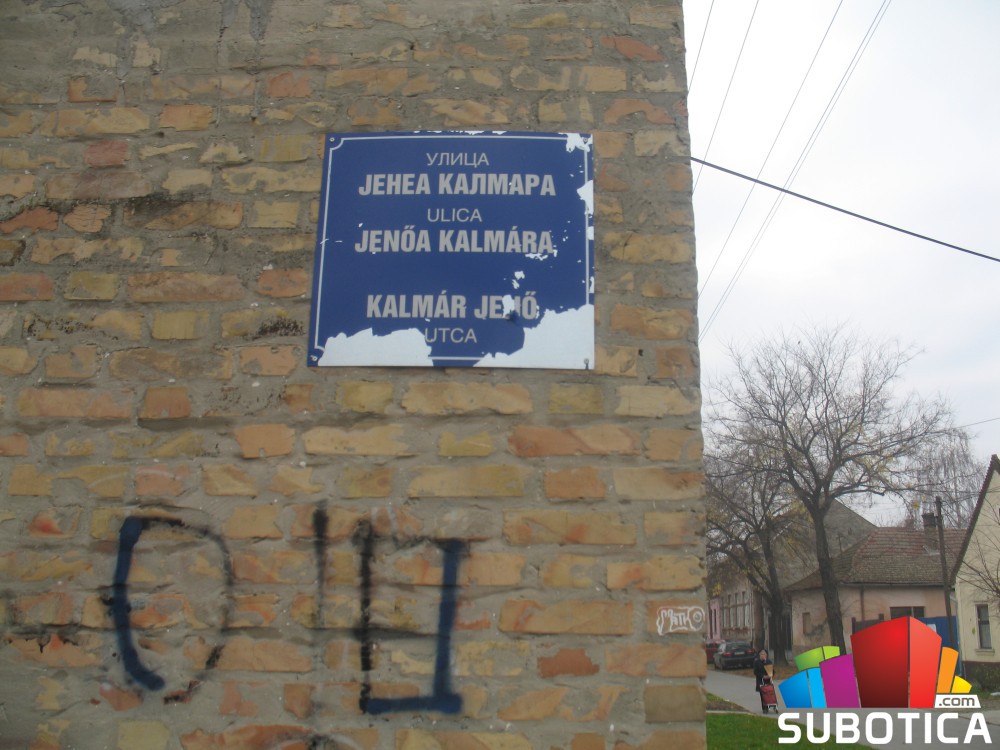 УЛИЦА
ЈЕНЕА КАЛМАРА
ULICA
JENŐA KALMÁRA
KALMÁR JENŐ
UTCA
.com
SUBOTICA